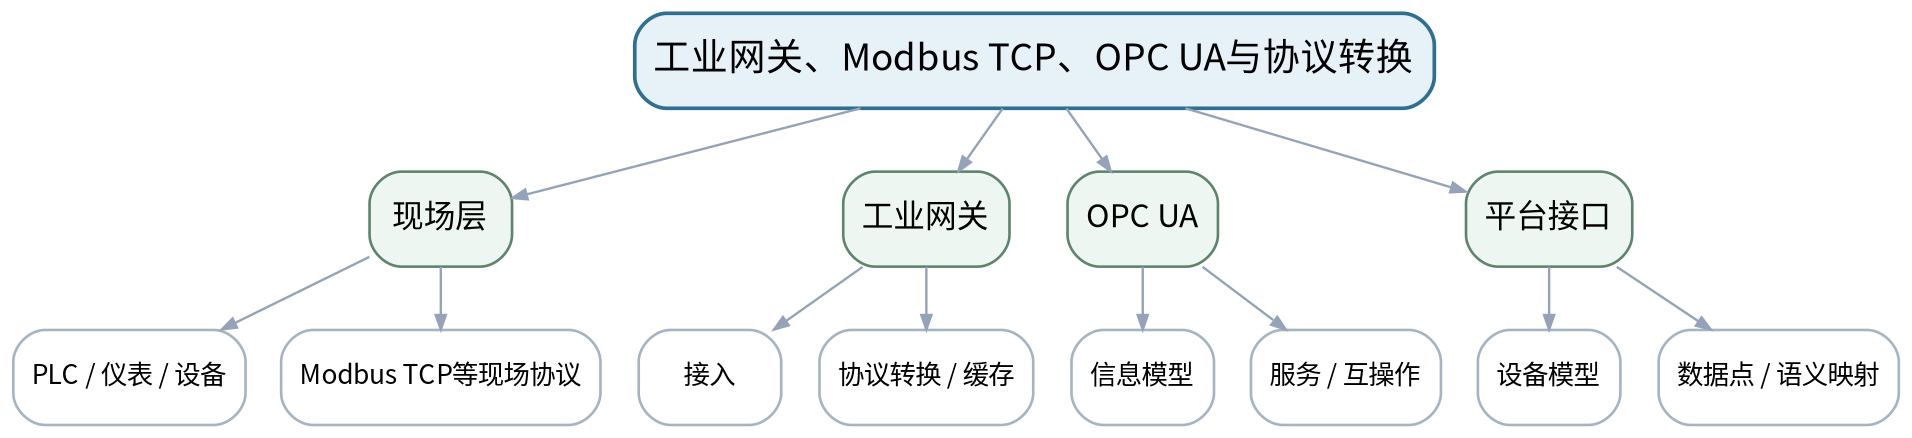 工业网关、Modbus TCP、OPC UA与协议转换
现场层
工业网关
OPC UA
平台接口
PLC / 仪表 / 设备
Modbus TCP等现场协议
接入
协议转换 / 缓存
信息模型
服务 / 互操作
设备模型
数据点 / 语义映射